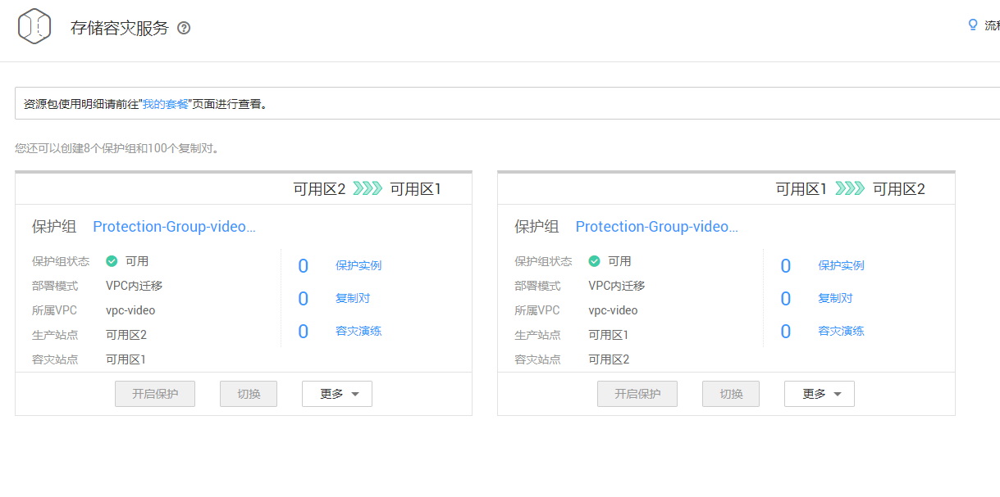 存储容灾服务
流程
资源包使用明细请前往"我的套餐"页面进行查看。
您还可以创建8个保护组和100个复制对。
可用区2 可用区1
保护组 Protection-Group-video...
保护组状态 可用
部署模式 VPC内迁移
所属VPC vpc-video
生产站点 可用区2
容灾站点 可用区1
0 保护实例
0 复制对
0 容灾演练
开启保护 切换 更多
可用区1 可用区2
保护组 Protection-Group-video...
保护组状态 可用
部署模式 VPC内迁移
所属VPC vpc-video
生产站点 可用区1
容灾站点 可用区2
0 保护实例
0 复制对
0 容灾演练
开启保护 切换 更多